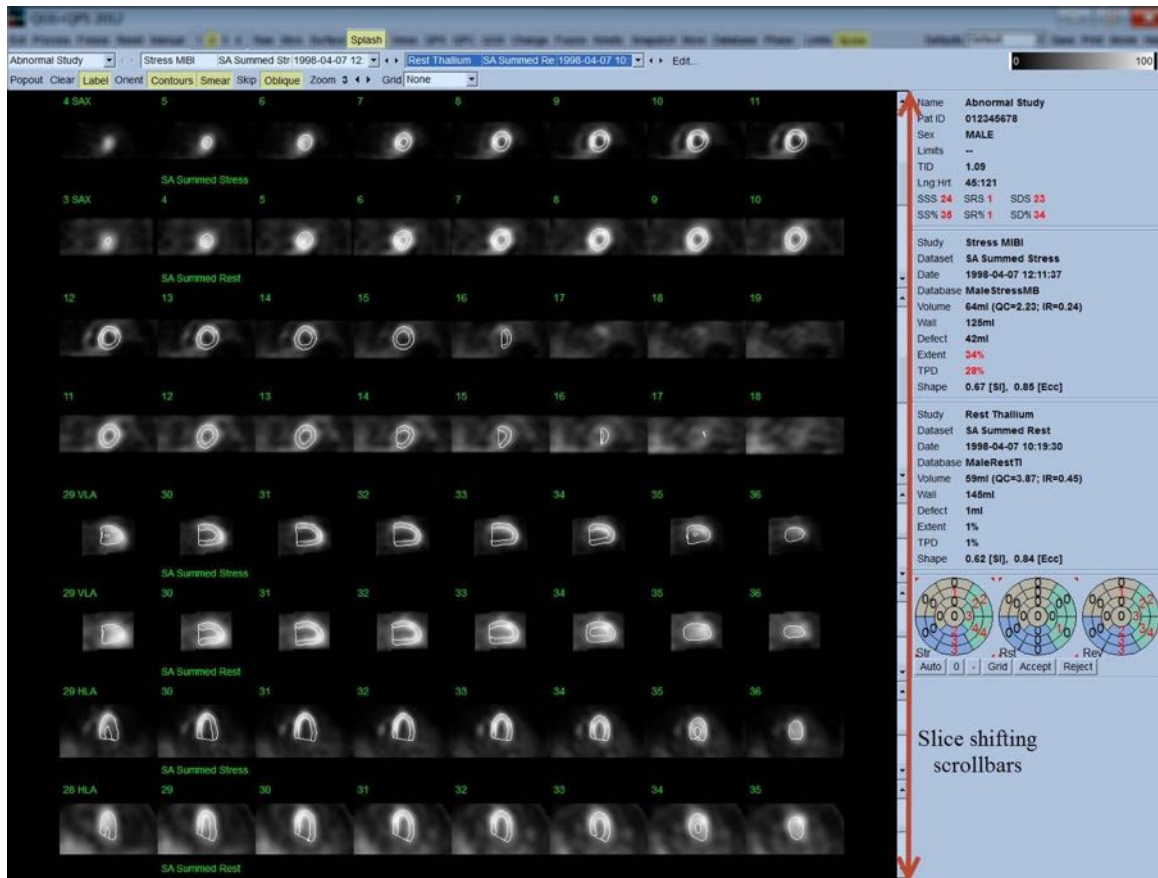 QGS+QPS 2012
Splash
Abnormal Study Stress MIBI SA Summed Str 1998-04-07 12: Rest Thallium SA Summed Re 1998-04-07 10: Edit...
0 100
Popout Clear Label Orient Contours Smear Skip Oblique Zoom 3 Grid None
4 SAX 5 6 7 8 9 10 11
SA Summed Stress
3 SAX 4 5 6 7 8 9 10
SA Summed Rest
12 13 14 15 16 17 18 19
11 12 13 14 15 16 17 18
29 VLA 30 31 32 33 34 35 36
SA Summed Stress
29 VLA 30 31 32 33 34 35 36
SA Summed Rest
29 HLA 30 31 32 33 34 35 36
SA Summed Stress
28 HLA 29 30 31 32 33 34 35
SA Summed Rest
Name Abnormal Study
Pat ID 012345678
Sex MALE
Limits --
TID 1.09
Lng:Hrt 45:121
SSS 24 SRS 1 SDS 23
SS% 35 SR% 1 SD% 34
Study Stress MIBI
Dataset SA Summed Stress
Date 1998-04-07 12:11:37
Database MaleStressMB
Volume 64ml (QC=2.23; IR=0.24)
Wall 125ml
Defect 42ml
Extent 34%
TPD 28%
Shape 0.67 [SI], 0.85 [Ecc]
Study Rest Thallium
Dataset SA Summed Rest
Date 1998-04-07 10:19:30
Database MaleRestTl
Volume 59ml (QC=3.87; IR=0.45)
Wall 145ml
Defect 1ml
Extent 1%
TPD 1%
Shape 0.62 [SI], 0.84 [Ecc]
Str Rst Rev
Auto 0 - Grid Accept Reject
Slice shifting
scrollbars